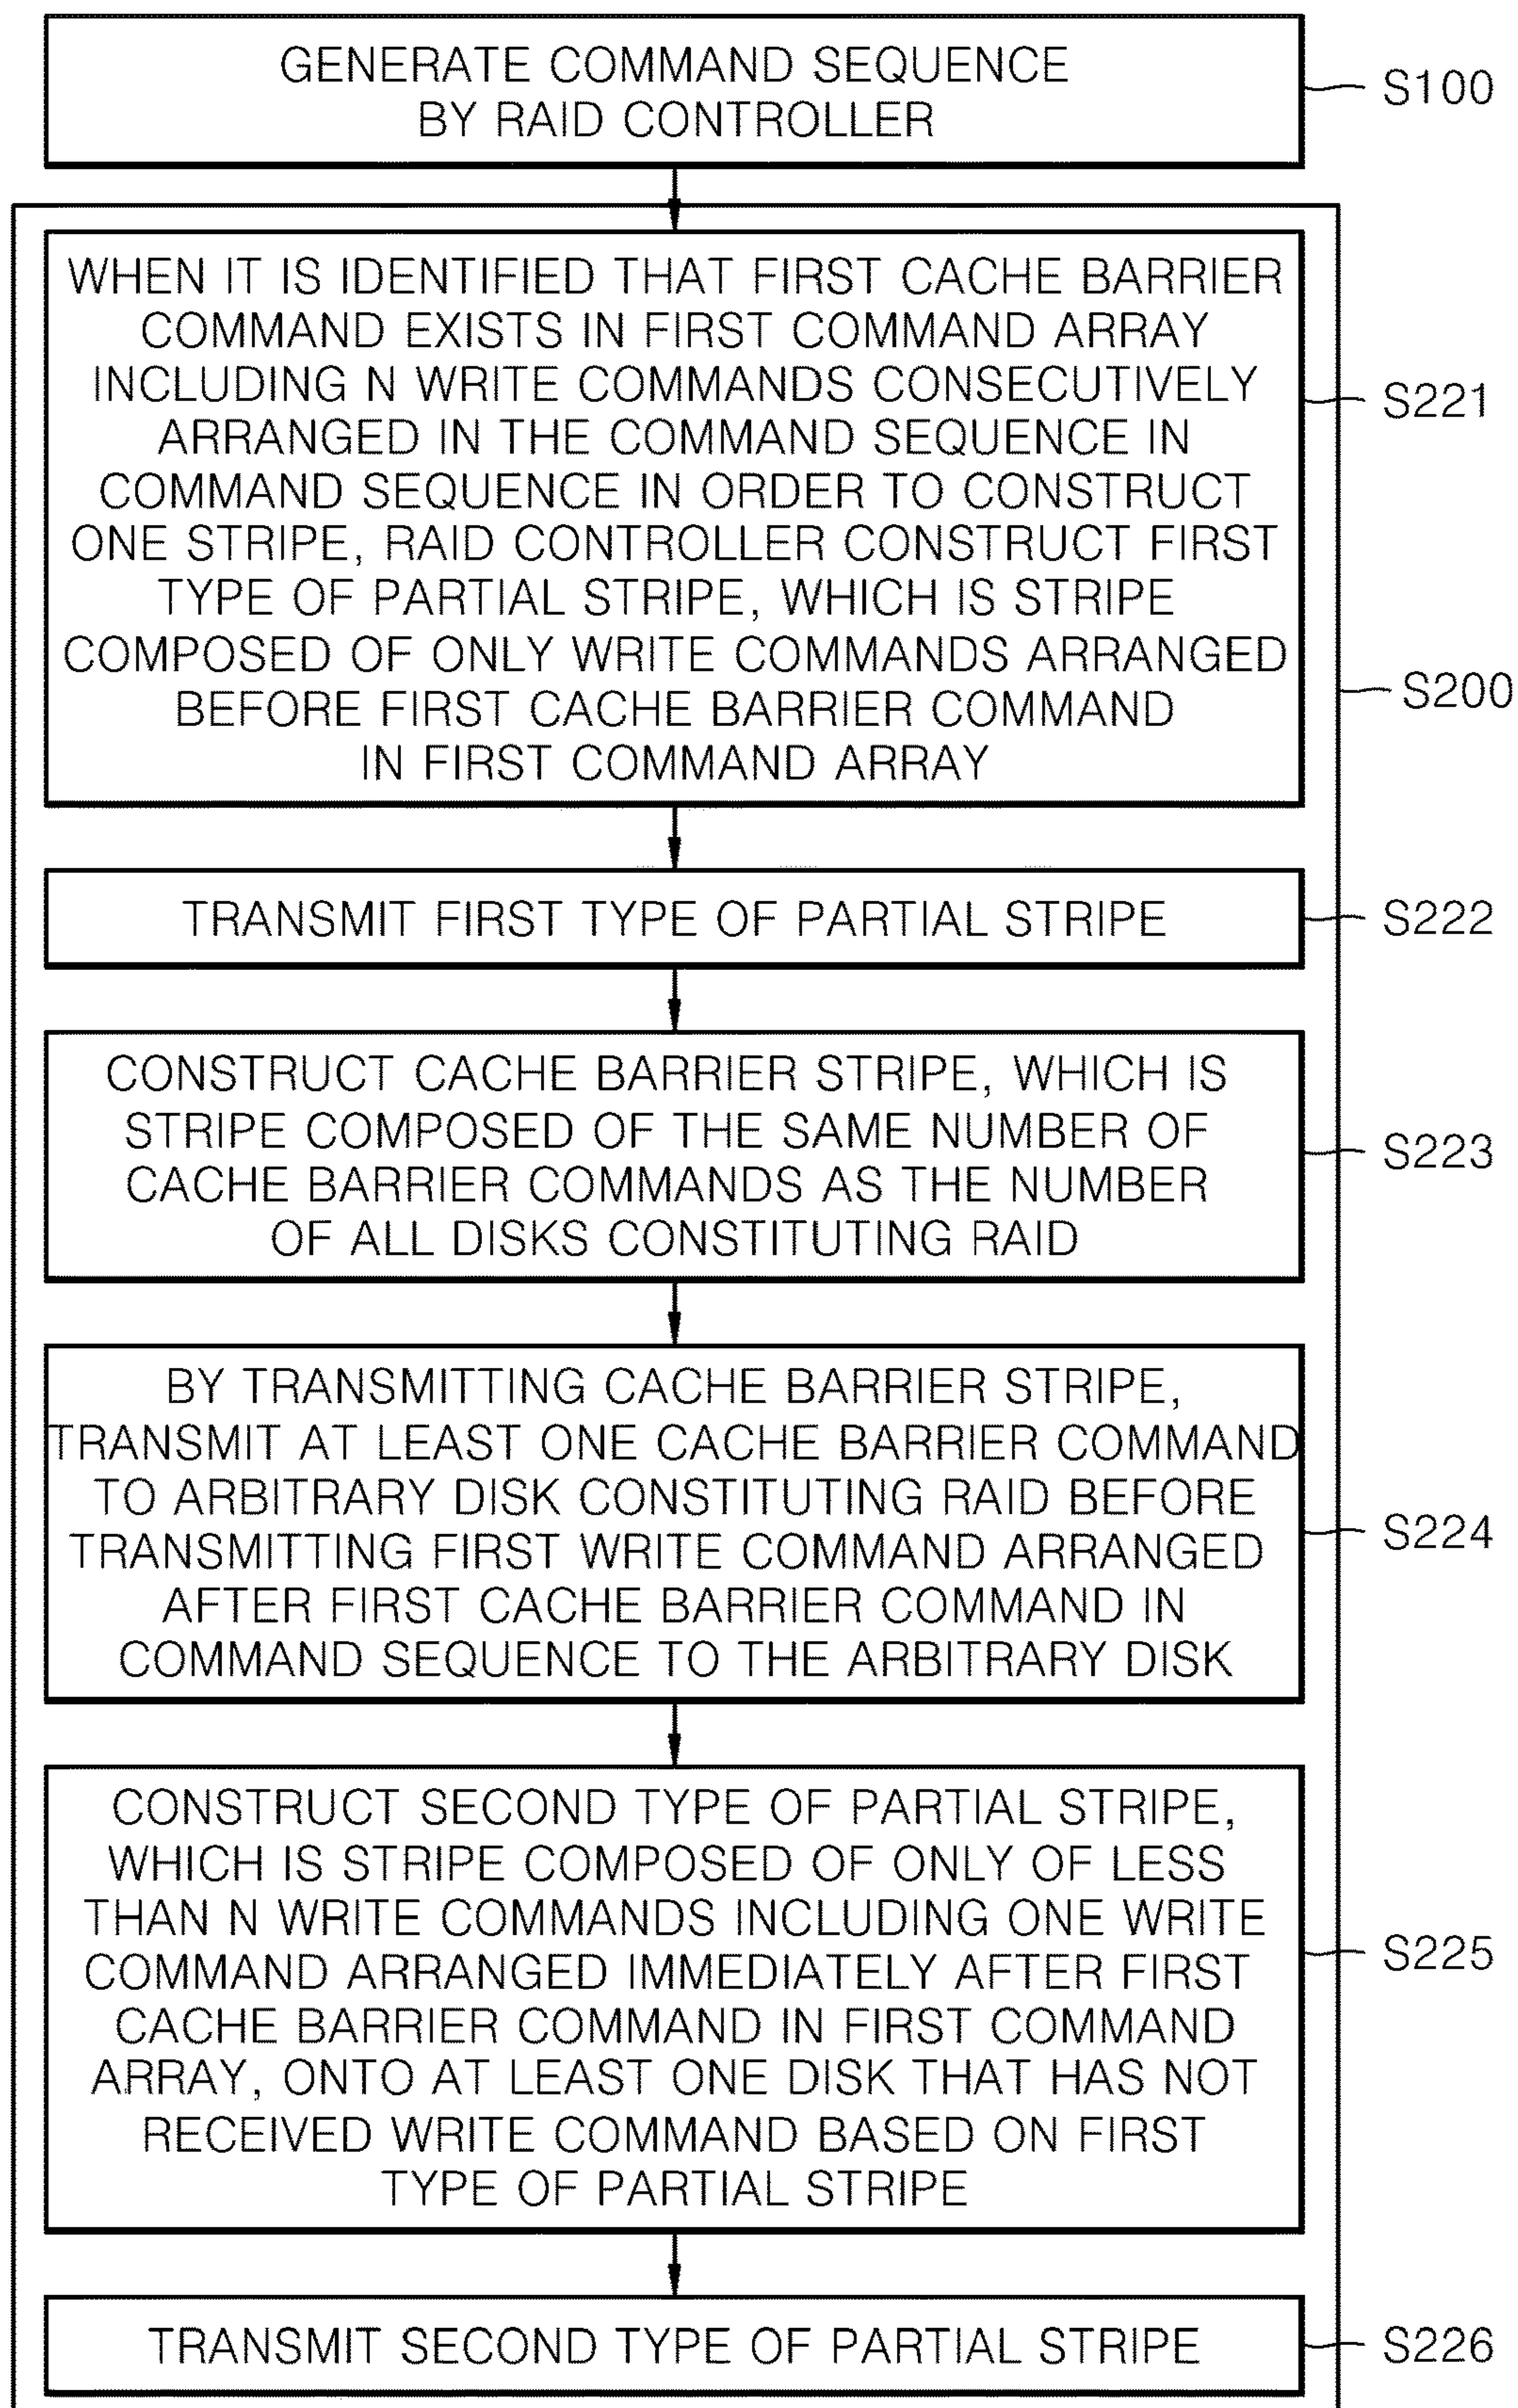 GENERATE COMMAND SEQUENCE
BY RAID CONTROLLER
S100
WHEN IT IS IDENTIFIED THAT FIRST CACHE BARRIER
COMMAND EXISTS IN FIRST COMMAND ARRAY
INCLUDING N WRITE COMMANDS CONSECUTIVELY
ARRANGED IN THE COMMAND SEQUENCE IN
COMMAND SEQUENCE IN ORDER TO CONSTRUCT
ONE STRIPE, RAID CONTROLLER CONSTRUCT FIRST
TYPE OF PARTIAL STRIPE, WHICH IS STRIPE
COMPOSED OF ONLY WRITE COMMANDS ARRANGED
BEFORE FIRST CACHE BARRIER COMMAND
IN FIRST COMMAND ARRAY
S221
S200
TRANSMIT FIRST TYPE OF PARTIAL STRIPE
S222
CONSTRUCT CACHE BARRIER STRIPE, WHICH IS
STRIPE COMPOSED OF THE SAME NUMBER OF
CACHE BARRIER COMMANDS AS THE NUMBER
OF ALL DISKS CONSTITUTING RAID
S223
BY TRANSMITTING CACHE BARRIER STRIPE,
TRANSMIT AT LEAST ONE CACHE BARRIER COMMAND
TO ARBITRARY DISK CONSTITUTING RAID BEFORE
TRANSMITTING FIRST WRITE COMMAND ARRANGED
AFTER FIRST CACHE BARRIER COMMAND IN
COMMAND SEQUENCE TO THE ARBITRARY DISK
S224
CONSTRUCT SECOND TYPE OF PARTIAL STRIPE,
WHICH IS STRIPE COMPOSED OF ONLY OF LESS
THAN N WRITE COMMANDS INCLUDING ONE WRITE
COMMAND ARRANGED IMMEDIATELY AFTER FIRST
CACHE BARRIER COMMAND IN FIRST COMMAND
ARRAY, ONTO AT LEAST ONE DISK THAT HAS NOT
RECEIVED WRITE COMMAND BASED ON FIRST
TYPE OF PARTIAL STRIPE
S225
TRANSMIT SECOND TYPE OF PARTIAL STRIPE
S226